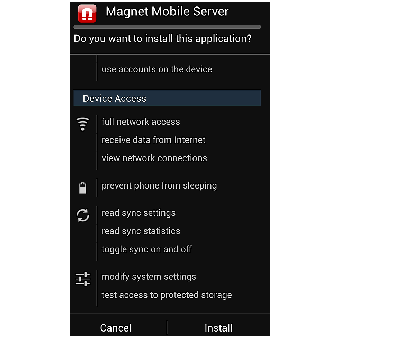 Magnet Mobile Server
Do you want to install this application?
use accounts on the device
Device Access
full network access
receive data from Internet
view network connections
prevent phone from sleeping
read sync settings
read sync statistics
toggle sync on and off
modify system settings
test access to protected storage
Cancel
Install